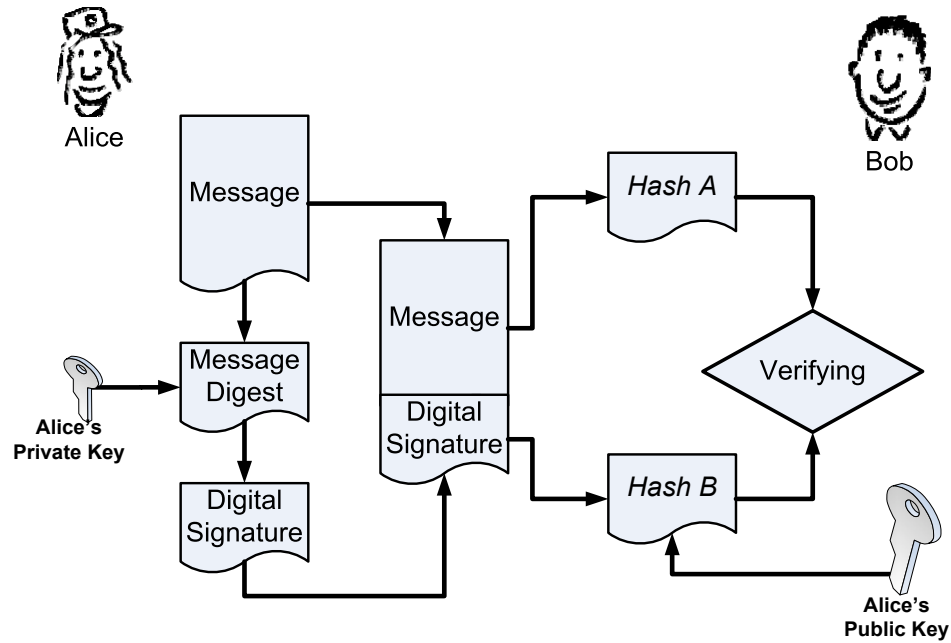 Alice
Bob
Message
Hash A
Message
Message
Digest
Verifying
Alice's
Private Key
Digital
Signature
Digital
Signature
Hash B
Alice's
Public Key